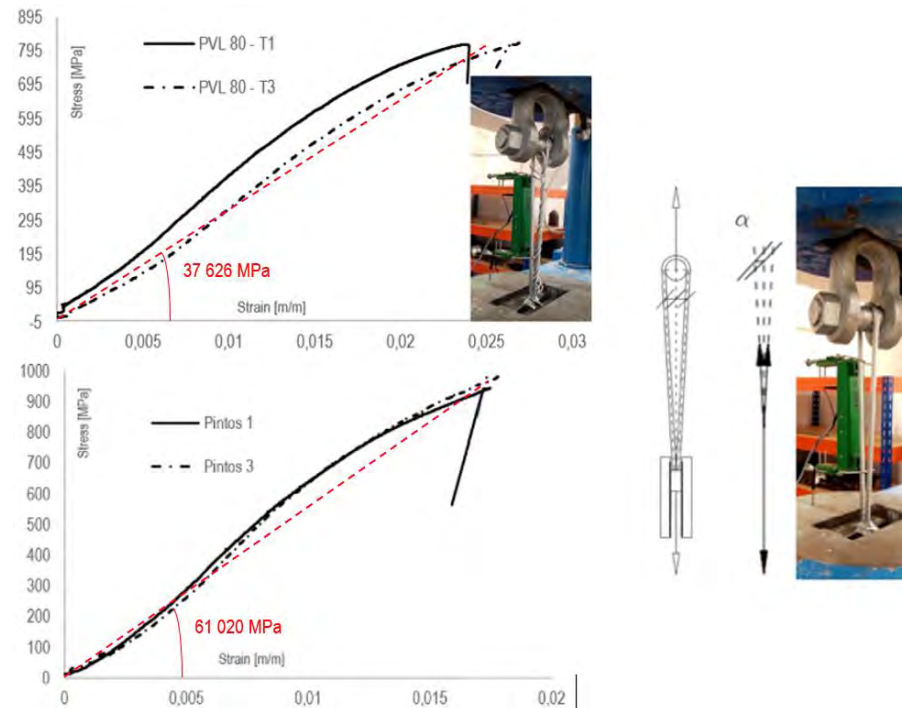 895
795
695
595
495
395
295
195
95
-5
Stress [MPa]
PVL 80 - T1
PVL 80 - T3
37 626 MPa
Strain [m/m]
0 0,005 0,01 0,015 0,02 0,025 0,03
1000
900
800
700
600
500
400
300
200
100
0
Stress [MPa]
Pintos 1
Pintos 3
61 020 MPa
Strain [m/m]
0 0,005 0,01 0,015 0,02
α